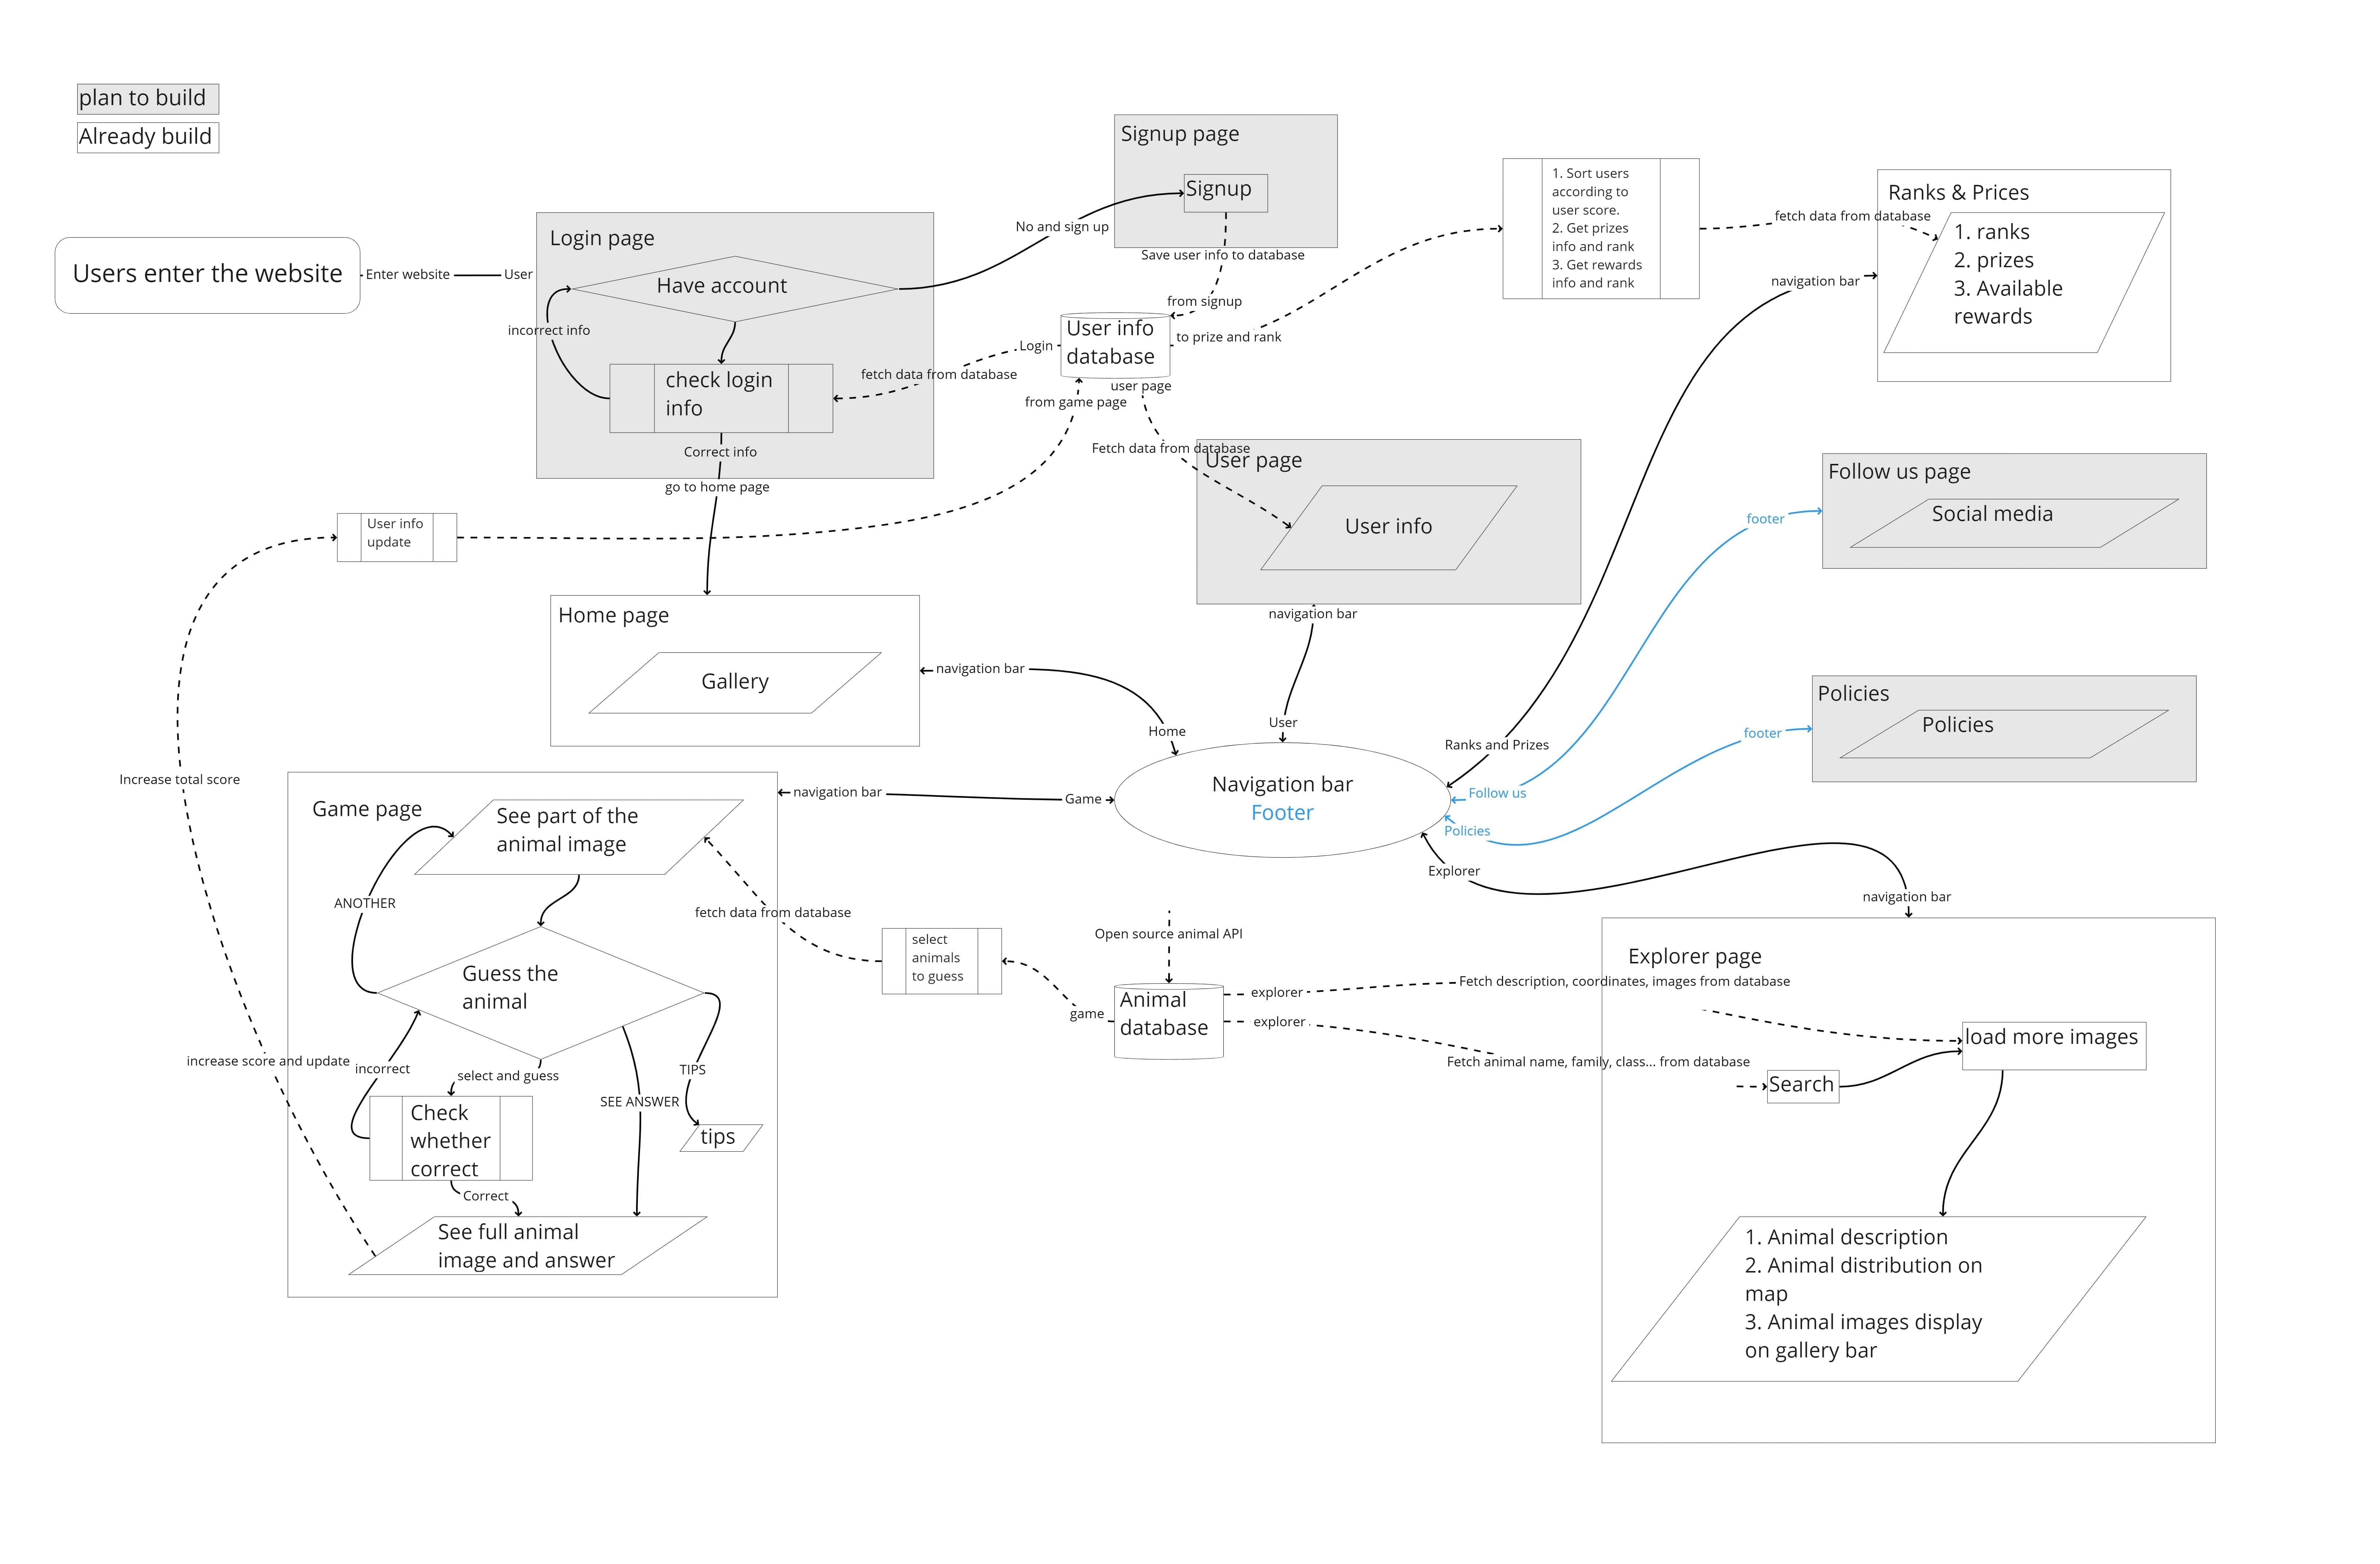 plan to build
Already build
Users enter the website
Enter website
User
Login page
Have account
incorrect info
check login
info
Correct info
go to home page
No and sign up
Signup page
Signup
Save user info to database
from signup
User info
database
Login
fetch data from database
to prize and rank
user page
from game page
Fetch data from database
1. Sort users
according to
user score.
2. Get prizes
info and rank
3. Get rewards
info and rank
fetch data from database
Ranks & Prices
1. ranks
2. prizes
3. Available
rewards
navigation bar
User page
User info
navigation bar
User
Follow us page
Social media
footer
Policies
Policies
footer
User info
update
Home page
Gallery
navigation bar
Home
Ranks and Prizes
Navigation bar
Footer
Follow us
Policies
Explorer
navigation bar
Game
navigation bar
Increase total score
increase score and update
Game page
See part of the
animal image
ANOTHER
Guess the
animal
incorrect
select and guess
SEE ANSWER
TIPS
tips
Check
whether
correct
Correct
See full animal
image and answer
fetch data from database
select
animals
to guess
game
Open source animal API
Animal
database
explorer
explorer
Explorer page
Fetch description, coordinates, images from database
Fetch animal name, family, class... from database
load more images
Search
1. Animal description
2. Animal distribution on
map
3. Animal images display
on gallery bar